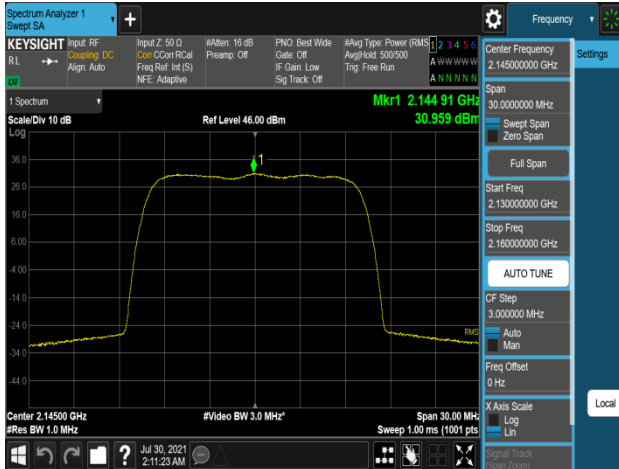 Spectrum Analyzer 1
Swept SA
Frequency
KEYSIGHT
RL
LV
Input: RF
Coupling: DC
Align: Auto
Input Z: 50 Ω
Corr CCorr RCal
Freq Ref: Int (S)
NFE: Adaptive
#Atten: 16 dB
Preamp: Off
PNO: Best Wide
Gate: Off
IF Gain: Low
Sig Track: Off
#Avg Type: Power (RMS
Avg|Hold: 500/500
Trig: Free Run
1 2 3 4 5 6
A W W W W W
A N N N N N
1 Spectrum
Scale/Div 10 dB
Log
Ref Level 46.00 dBm
Mkr1 2.144 91 GHz
30.959 dBm
1
36.0
26.0
16.0
6.00
-4.00
-14.0
-24.0
-34.0
-44.0
RMS
Center 2.14500 GHz
#Res BW 1.0 MHz
#Video BW 3.0 MHz*
Span 30.00 MHz
Sweep 1.00 ms (1001 pts
Jul 30, 2021
2:11:23 AM
Center Frequency
2.145000000 GHz
Span
30.0000000 MHz
Swept Span
Zero Span
Full Span
Start Freq
2.130000000 GHz
Stop Freq
2.160000000 GHz
AUTO TUNE
CF Step
3.000000 MHz
Auto
Man
Freq Offset
0 Hz
X Axis Scale
Log
Lin
Signal Track
(Span Zoom)
Settings
Local